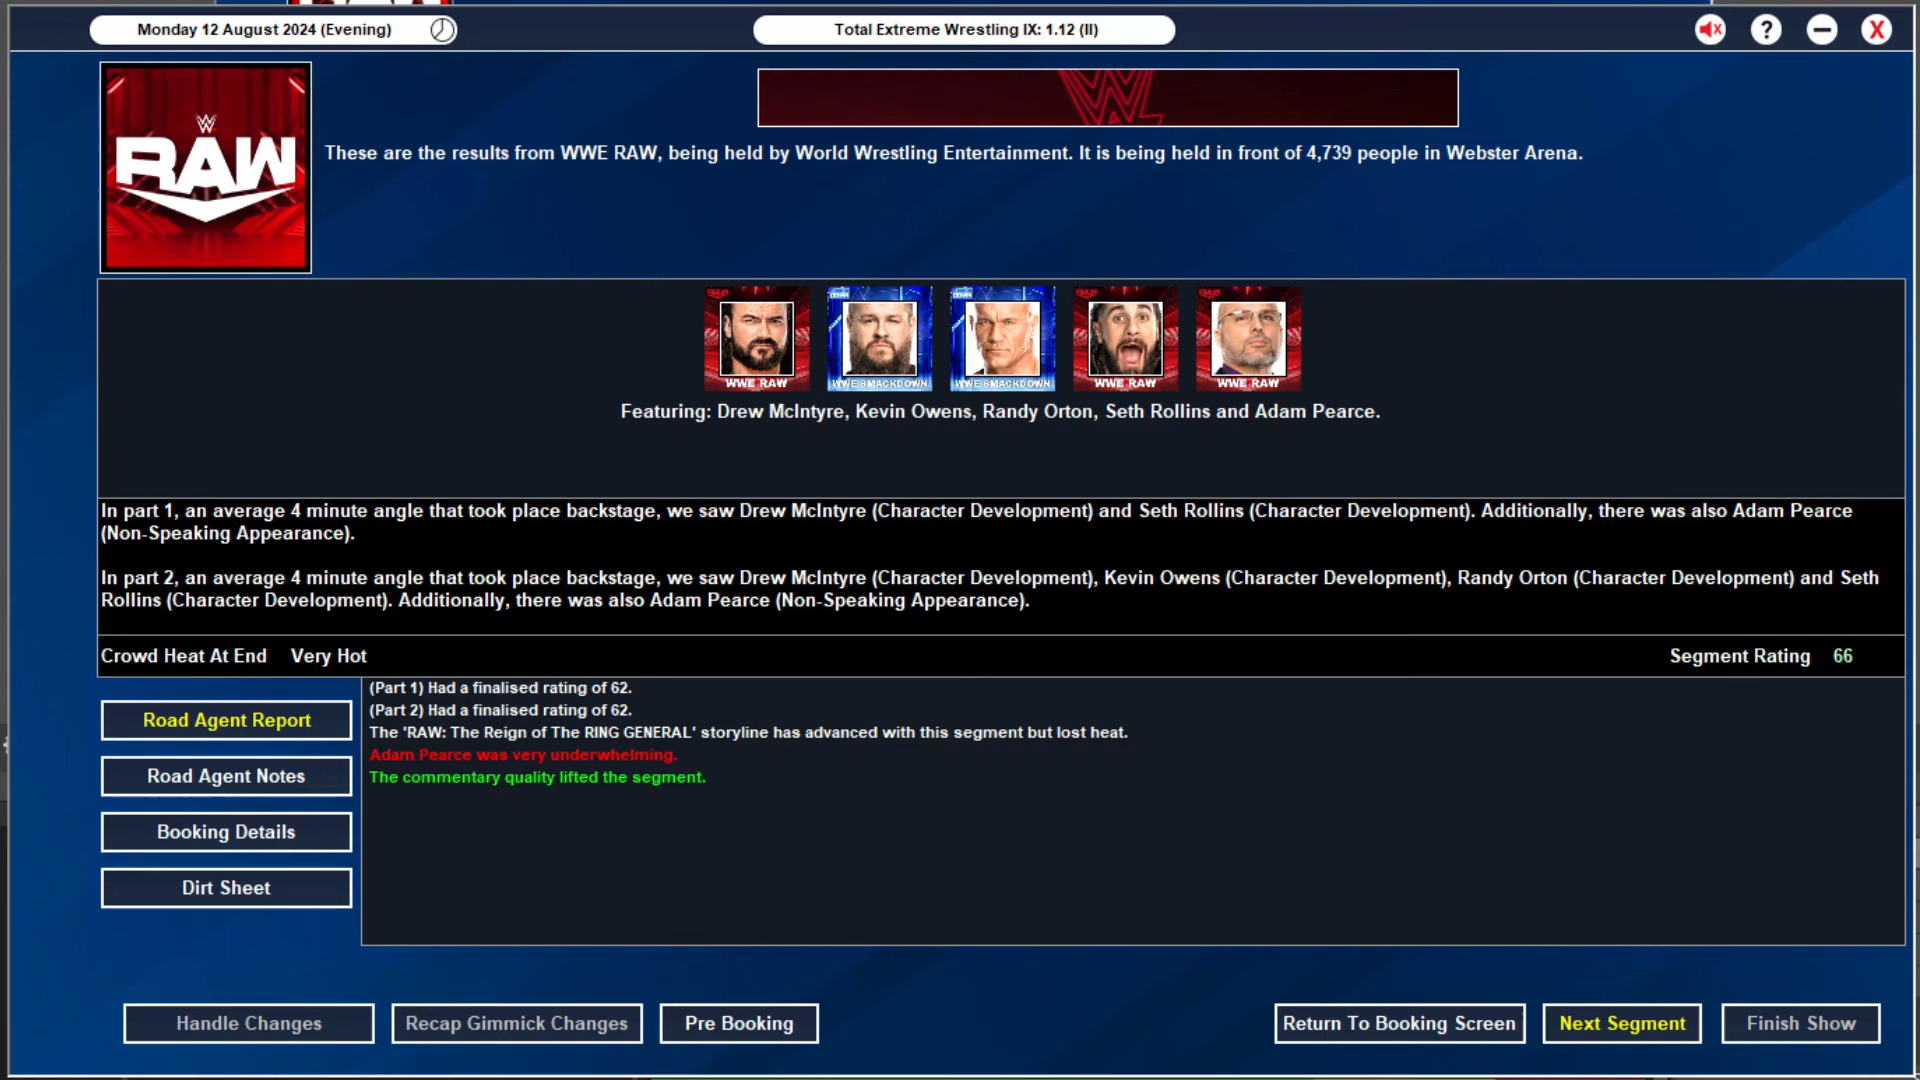 Monday 12 August 2024 (Evening)
Total Extreme Wrestling IX: 1.12 (II)
?
X
W
RAW
These are the results from WWE RAW, being held by World Wrestling Entertainment. It is being held in front of 4,739 people in Webster Arena.
WWE RAW
WWE SMACKDOWN
WWE SMACKDOWN
WWE RAW
WWE RAW
Featuring: Drew McIntyre, Kevin Owens, Randy Orton, Seth Rollins and Adam Pearce.
In part 1, an average 4 minute angle that took place backstage, we saw Drew McIntyre (Character Development) and Seth Rollins (Character Development). Additionally, there was also Adam Pearce
(Non-Speaking Appearance).
In part 2, an average 4 minute angle that took place backstage, we saw Drew McIntyre (Character Development), Kevin Owens (Character Development), Randy Orton (Character Development) and Seth
Rollins (Character Development). Additionally, there was also Adam Pearce (Non-Speaking Appearance).
Crowd Heat At End Very Hot
Segment Rating 66
(Part 1) Had a finalised rating of 62.
(Part 2) Had a finalised rating of 62.
The 'RAW: The Reign of The RING GENERAL' storyline has advanced with this segment but lost heat.
Adam Pearce was very underwhelming.
The commentary quality lifted the segment.
Road Agent Report
Road Agent Notes
Booking Details
Dirt Sheet
Handle Changes
Recap Gimmick Changes
Pre Booking
Return To Booking Screen
Next Segment
Finish Show